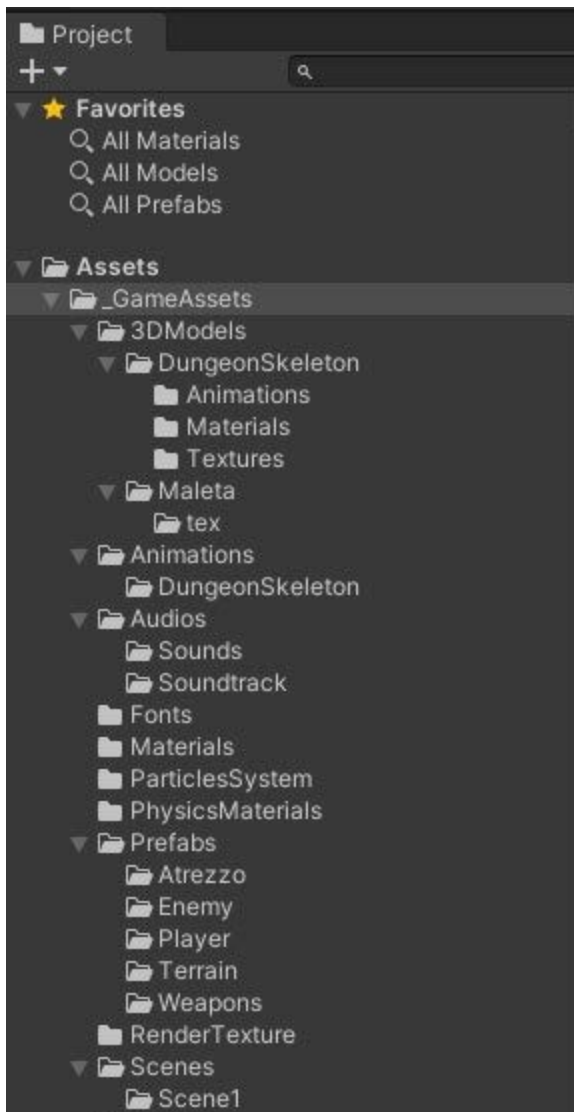 Project
Favorites
All Materials
All Models
All Prefabs
Assets
_GameAssets
3DModels
DungeonSkeleton
Animations
Materials
Textures
Maleta
tex
Animations
DungeonSkeleton
Audios
Sounds
Soundtrack
Fonts
Materials
ParticlesSystem
PhysicsMaterials
Prefabs
Atrezzo
Enemy
Player
Terrain
Weapons
RenderTexture
Scenes
Scene1